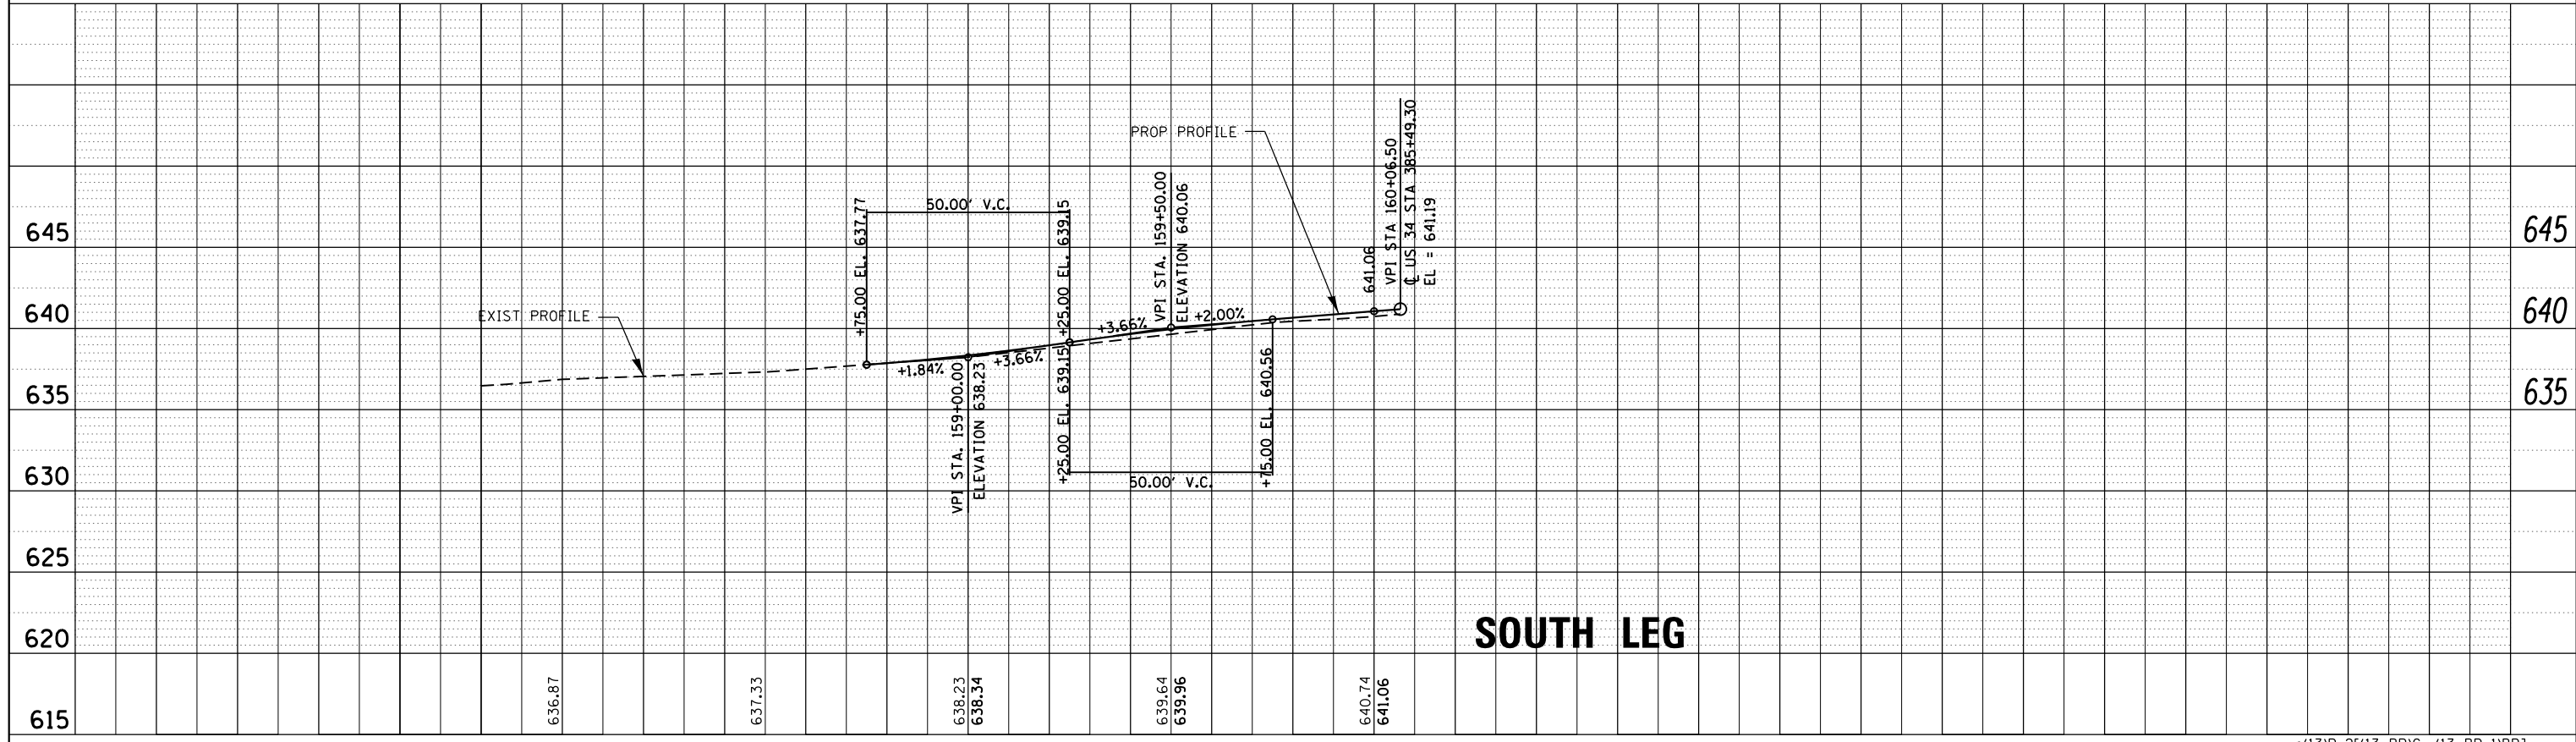 PROP PROFILE
EXIST PROFILE
50.00' V.C.
+75.00 EL. 637.77
+25.00 EL. 639.15
VPI STA. 159+50.00
ELEVATION 640.06
641.06
VPI STA 160+06.50
℄ US 34 STA 385+49.30
EL = 641.19
+1.84%
+3.66%
+3.66%
+2.00%
VPI STA. 159+00.00
ELEVATION 638.23
+25.00 EL. 639.15
+75.00 EL. 640.56
50.00' V.C.
645
640
635
630
625
620
615
645
640
635
SOUTH LEG
636.87
637.33
638.23
638.34
639.64
639.96
640.74
641.06